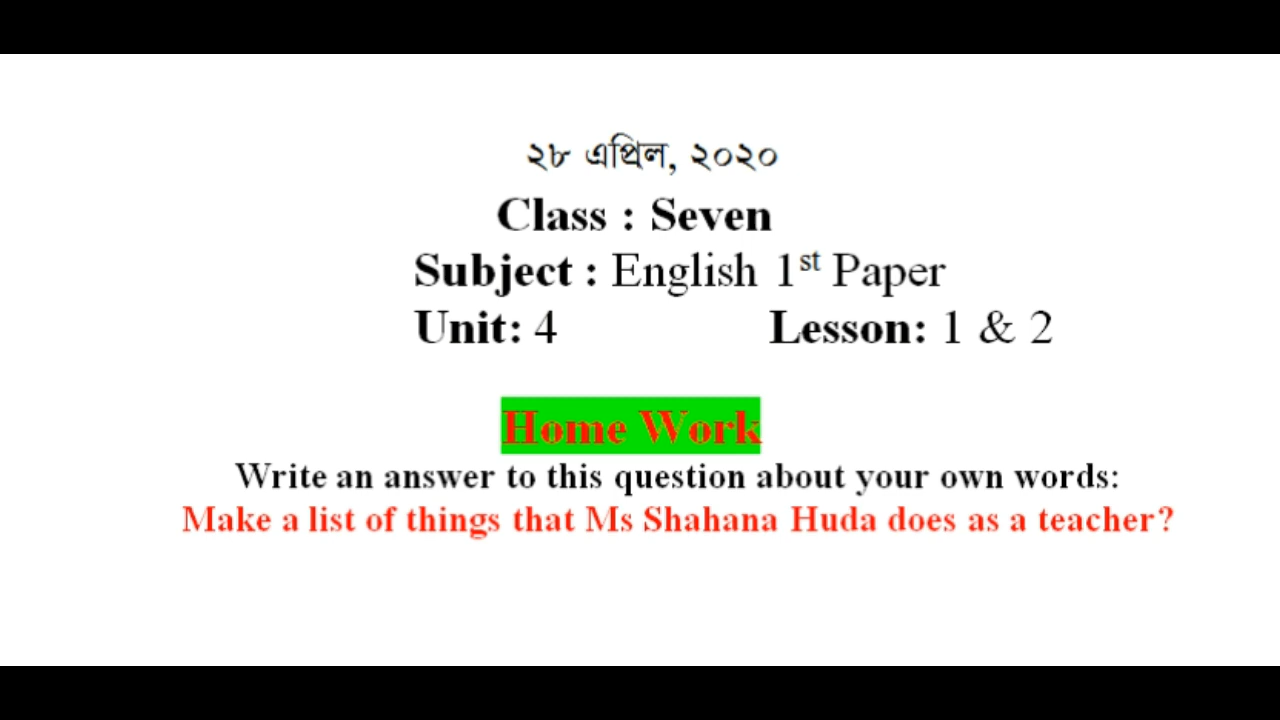 ২৮ এপ্রিল, ২০২০
Class : Seven
Subject : English 1st Paper
Unit: 4 Lesson: 1 & 2
Home Work
Write an answer to this question about your own words:
Make a list of things that Ms Shahana Huda does as a teacher?